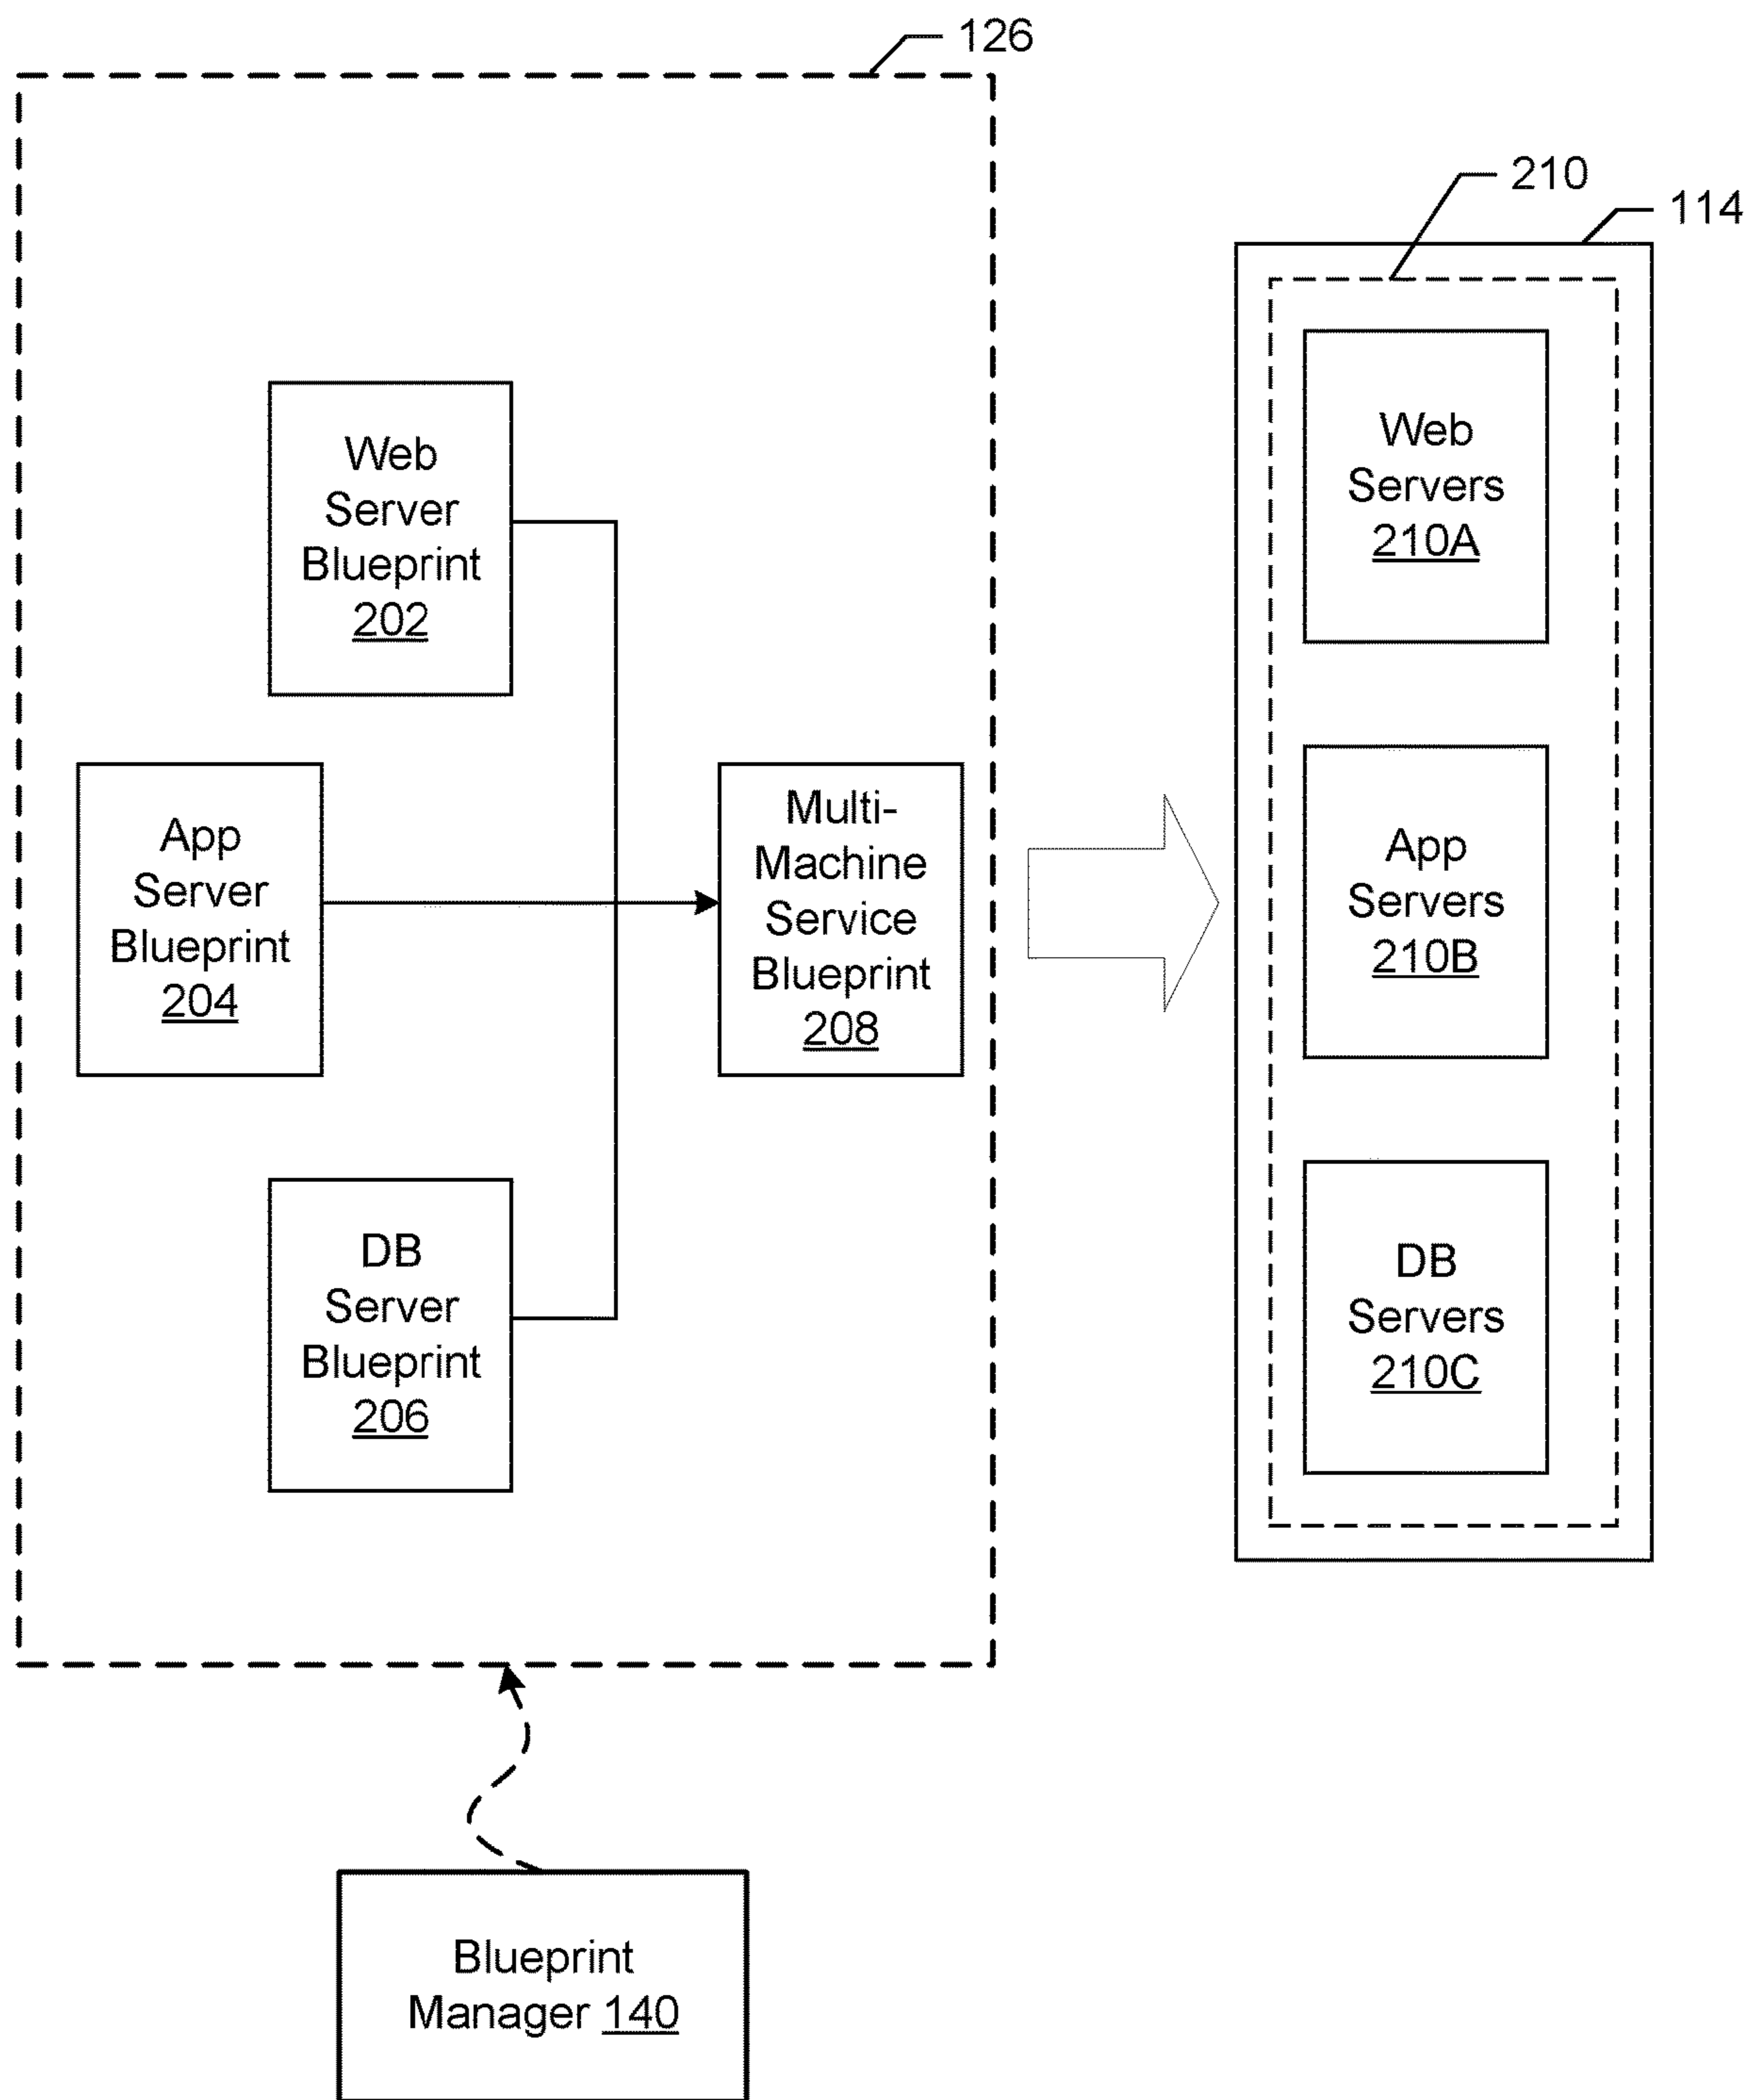 126
210
114
Web
Server
Blueprint
202
App
Server
Blueprint
204
DB
Server
Blueprint
206
Multi-
Machine
Service
Blueprint
208
Web
Servers
210A
App
Servers
210B
DB
Servers
210C
Blueprint
Manager 140